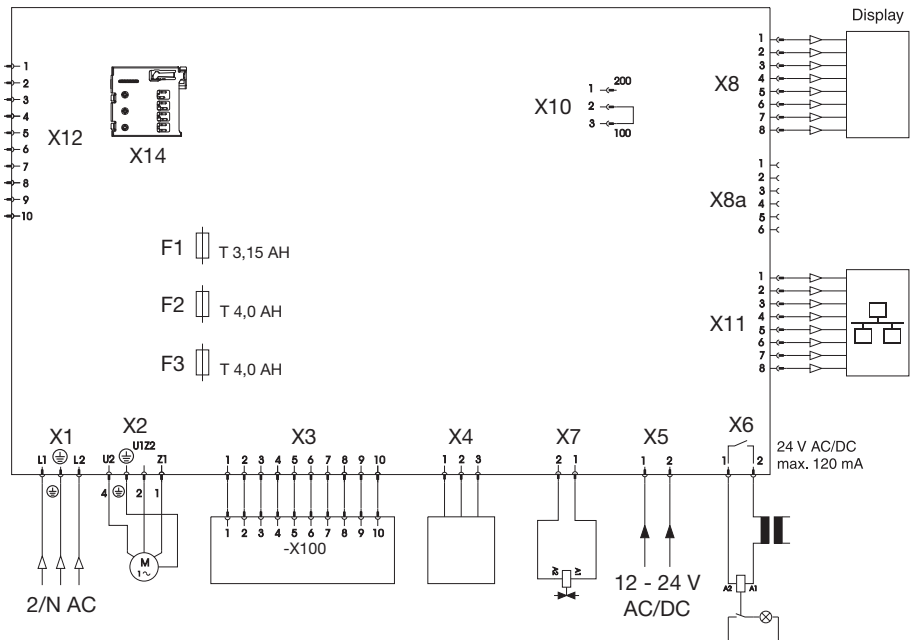 Display
1
2
3
4
5
6
7
8
X8
1
2
3
4
5
6
7
8
9
10
X12
X14
X10
1
2
3
200
100
1
2
3
4
5
6
X8a
F1 T 3,15 AH
F2 T 4,0 AH
F3 T 4,0 AH
1
2
3
4
5
6
7
8
X11
X1
L1 L2
X2
U2 U1Z2 Z1
4 2 1
M
1~
2/N AC
X3
1 2 3 4 5 6 7 8 9 10
1 2 3 4 5 6 7 8 9 10
-X100
X4
1 2 3
X7
2 1
A2 A1
X5
1 2
12 - 24 V
AC/DC
X6
1 2
24 V AC/DC
max. 120 mA
A2 A1